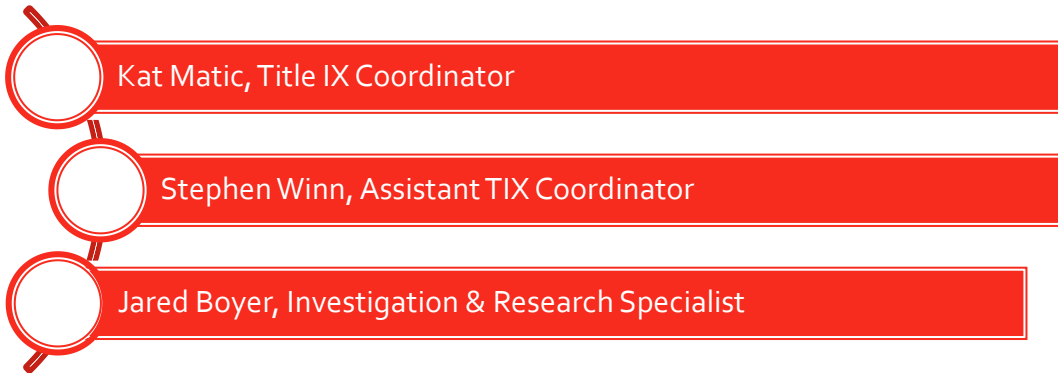 Kat Matic, Title IX Coordinator
Stephen Winn, Assistant TIX Coordinator
Jared Boyer, Investigation & Research Specialist